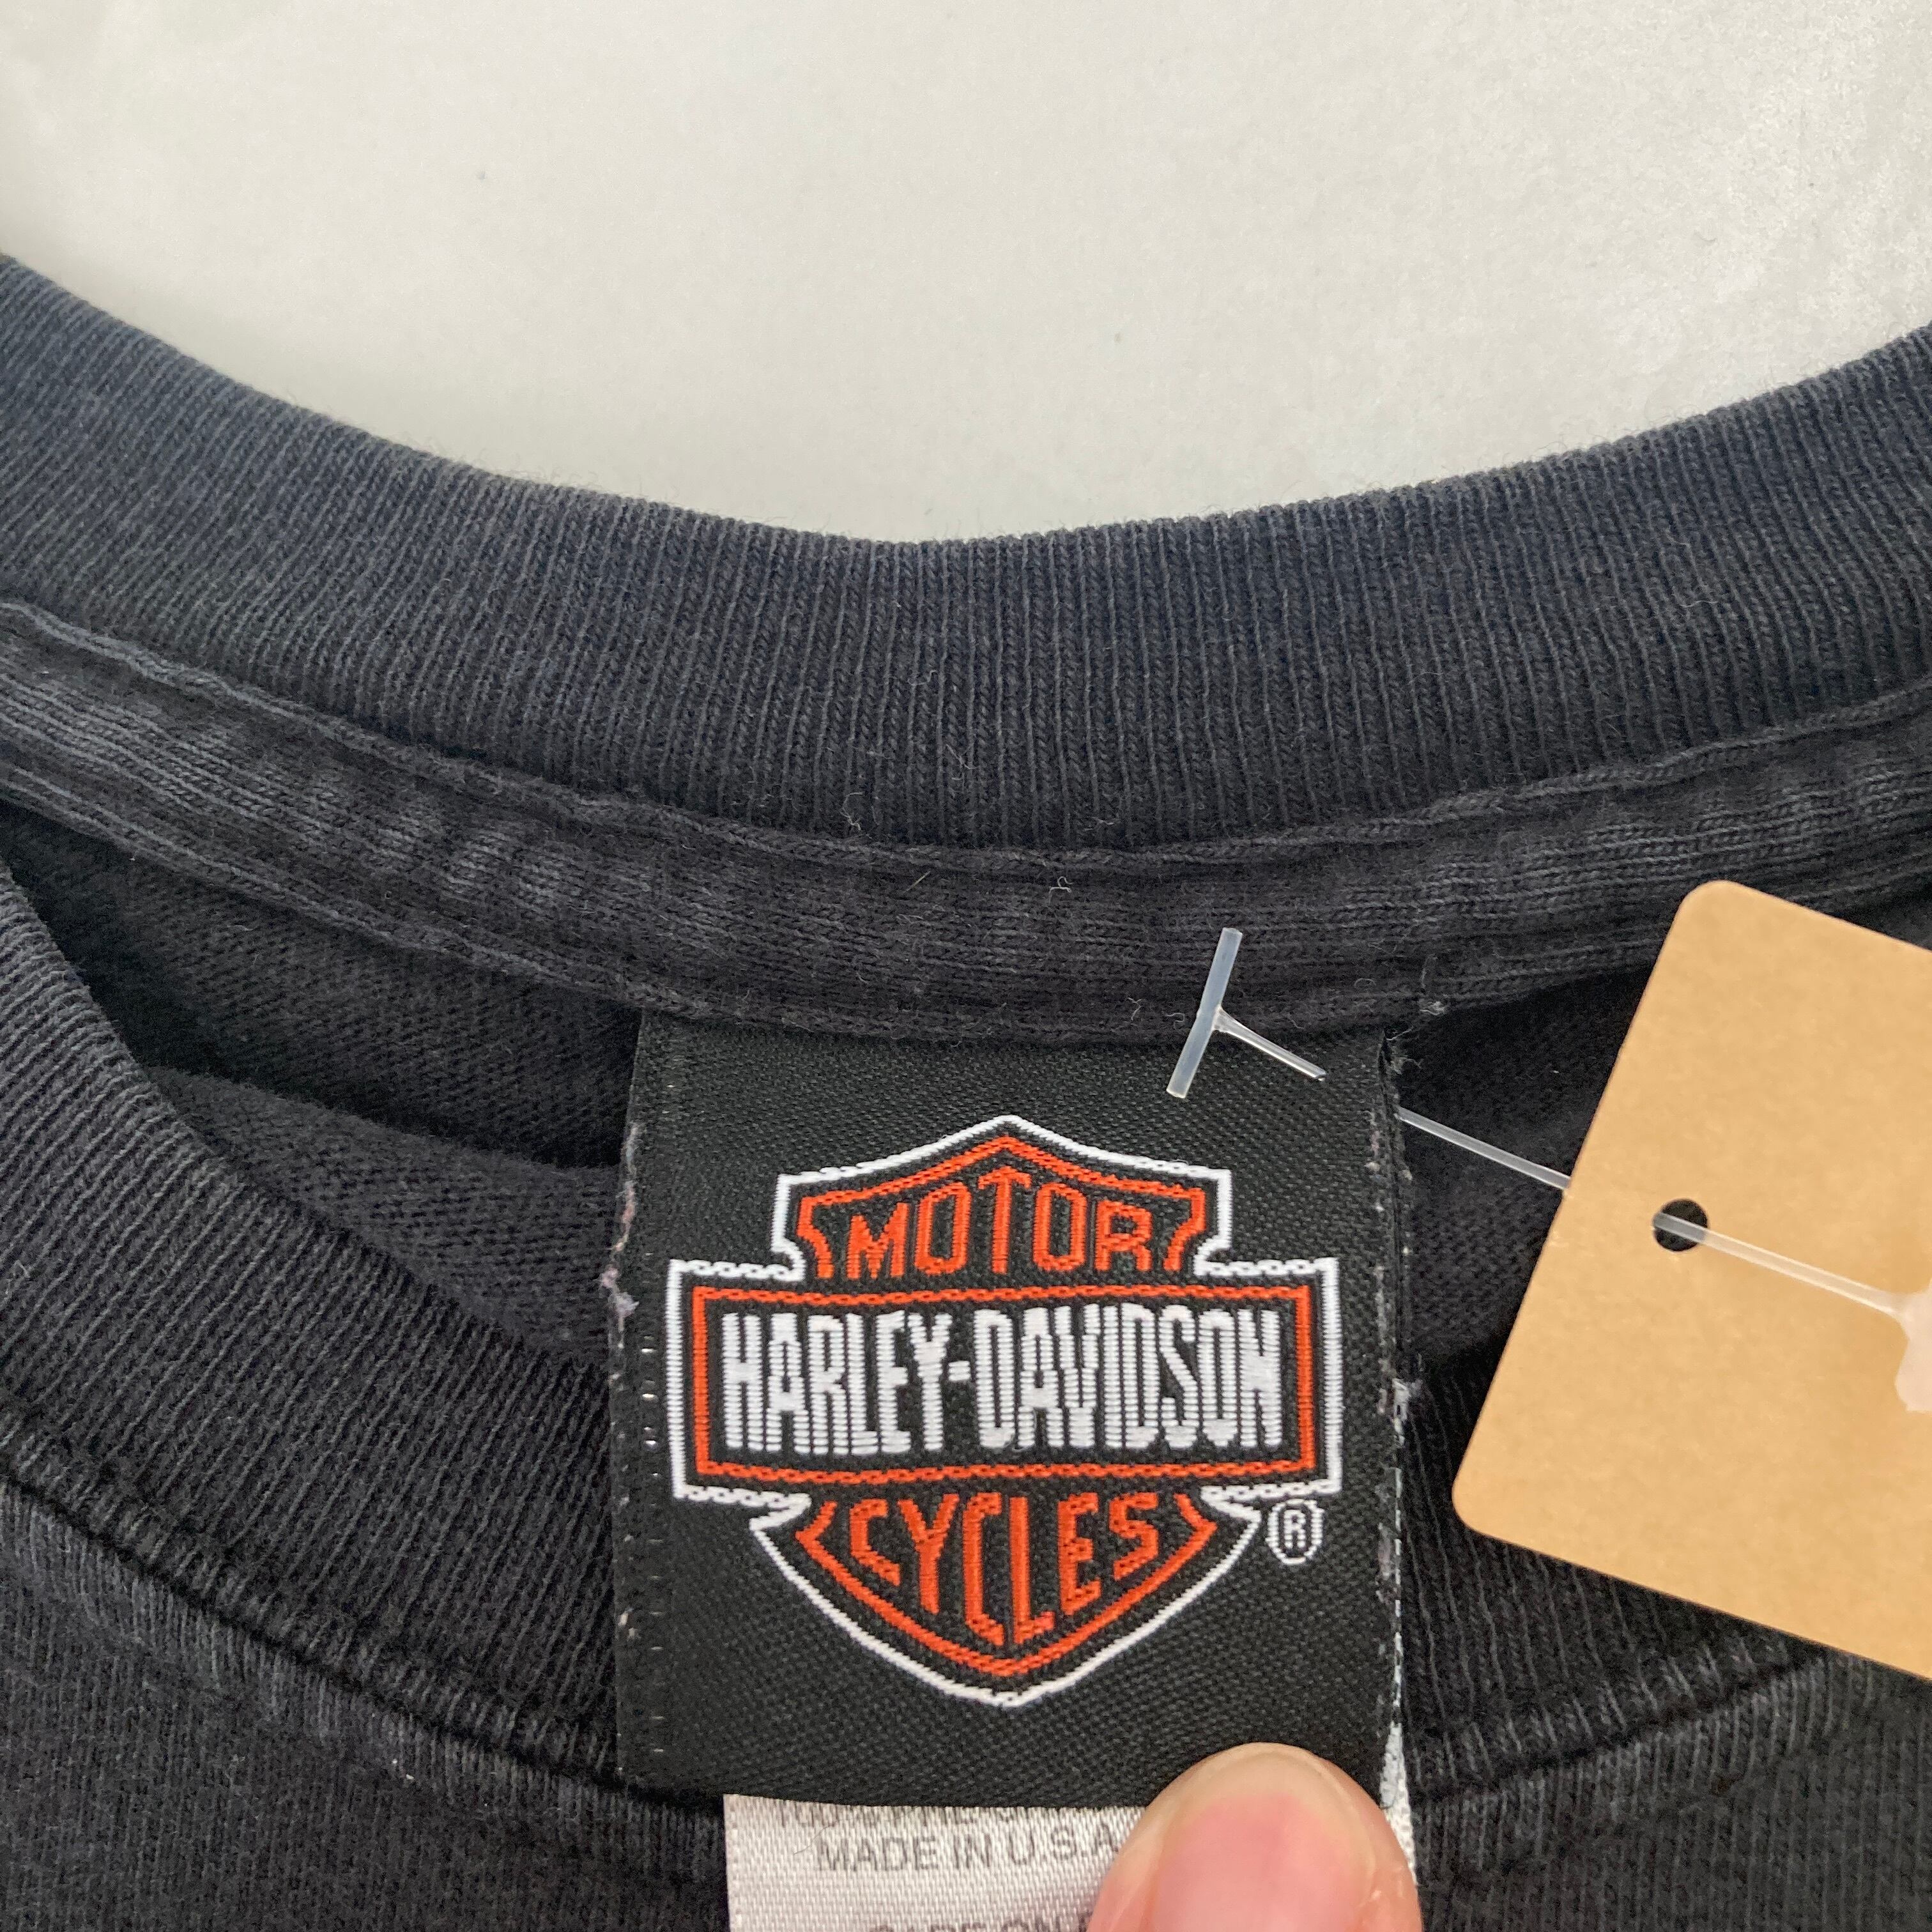 MOTOR
HARLEY-DAVIDSON
CYCLES
®
MADE IN U.S.A.